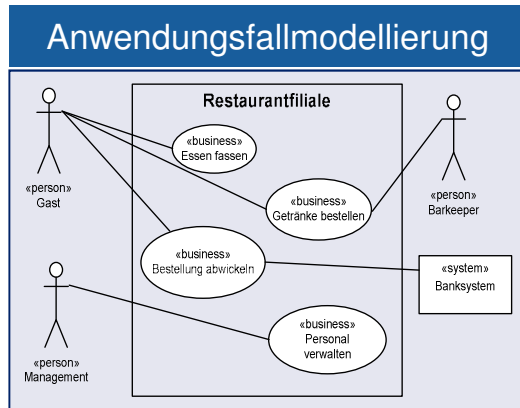 Anwendungsfallmodellierung
Restaurantfiliale
«business»
Essen fassen
«person»
Gast
«business»
Getränke bestellen
«person»
Barkeeper
«business»
Bestellung abwickeln
«system»
Banksystem
«business»
Personal
verwalten
«person»
Management